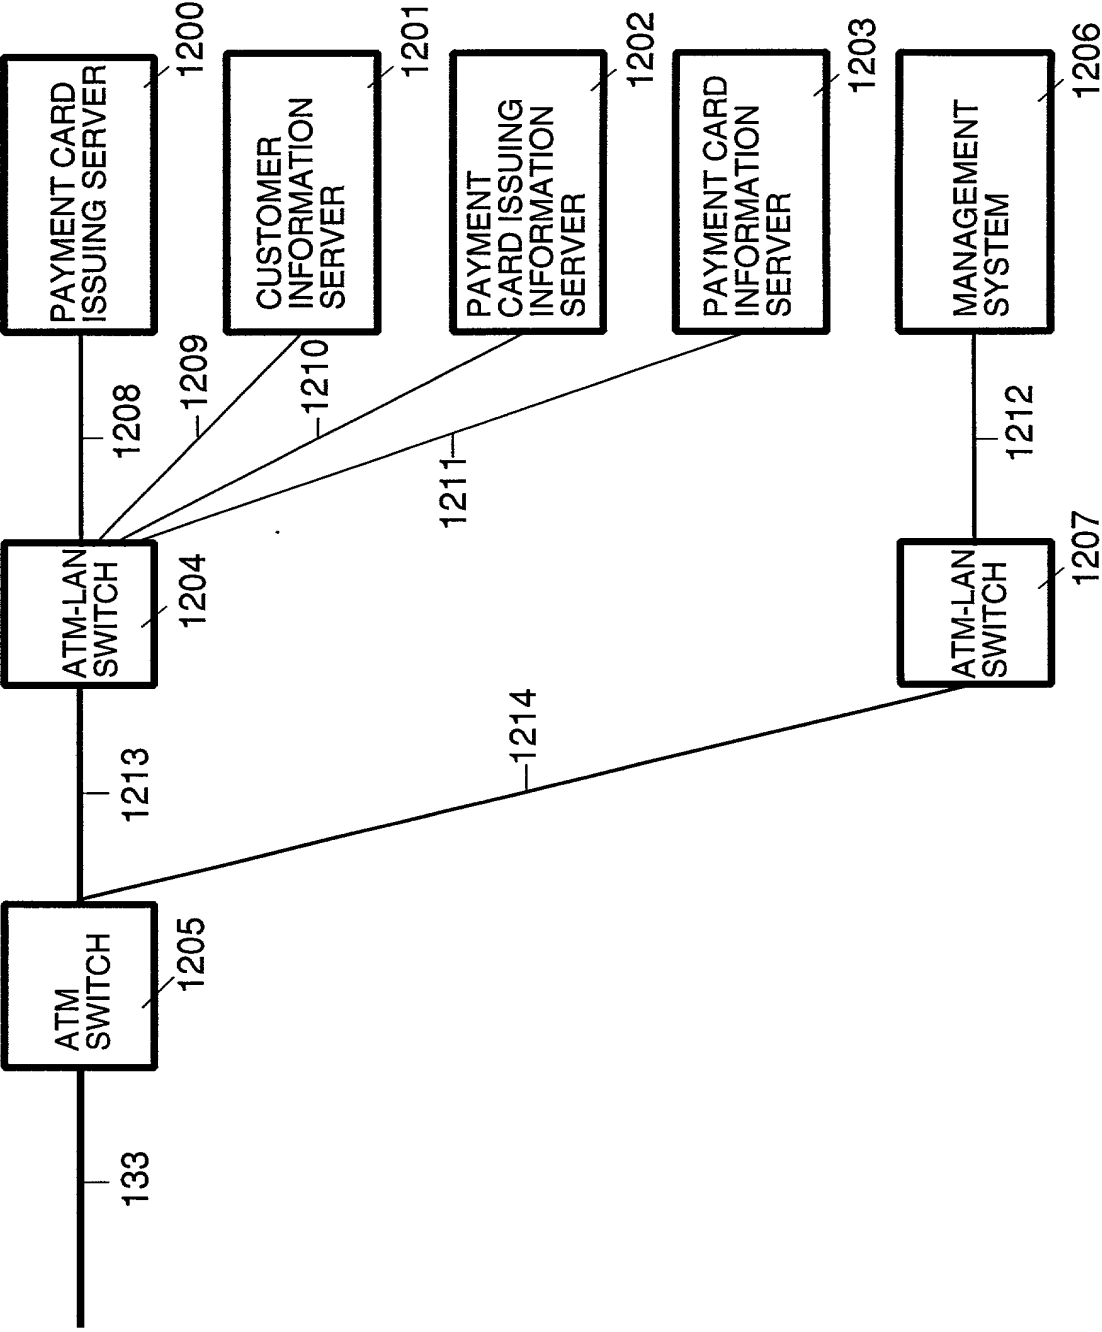 PAYMENT CARD
ISSUING SERVER
1200
CUSTOMER
INFORMATION
SERVER
1201
PAYMENT
CARD ISSUING
INFORMATION
SERVER
1202
PAYMENT CARD
INFORMATION
SERVER
1203
MANAGEMENT
SYSTEM
1206
1208
1209
1210
1211
1212
ATM-LAN
SWITCH
1204
ATM-LAN
SWITCH
1207
1213
1214
ATM
SWITCH
1205
133